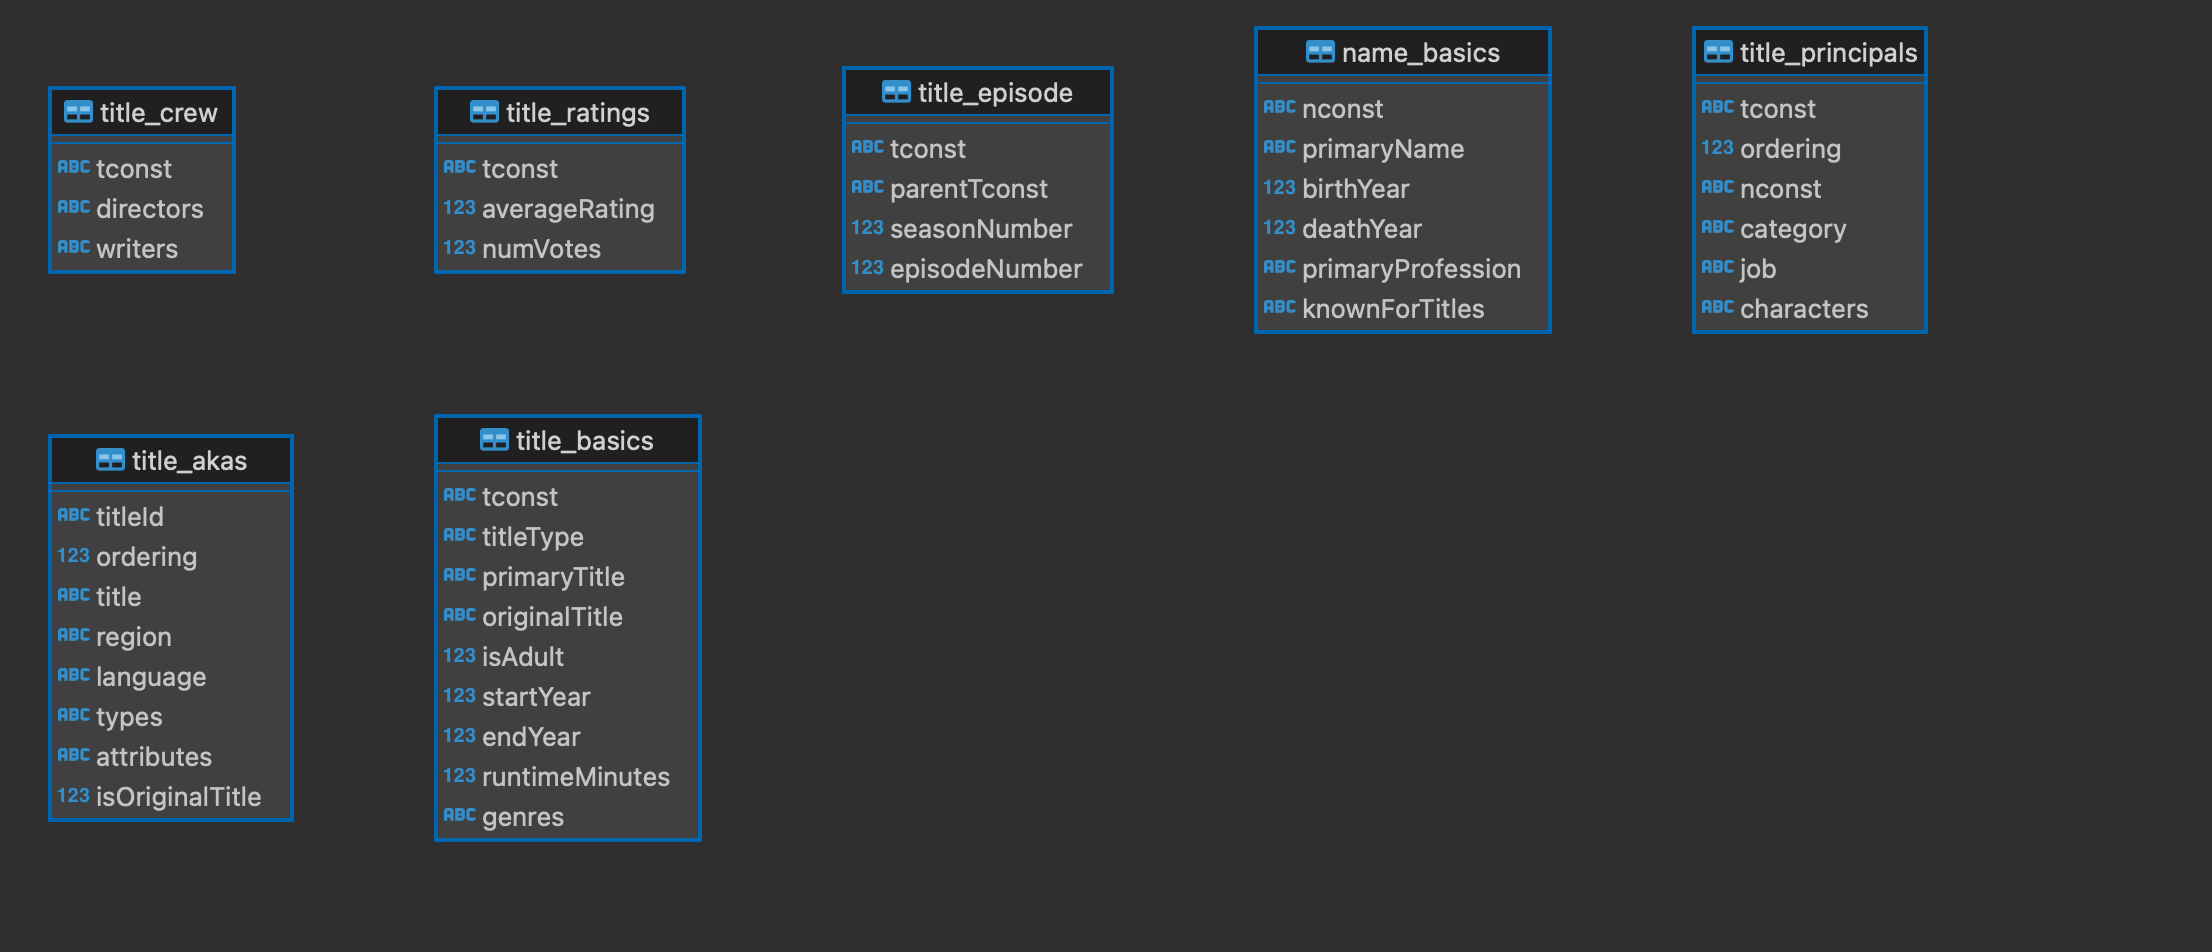 title_crew
ABC tconst
ABC directors
ABC writers
title_ratings
ABC tconst
123 averageRating
123 numVotes
title_episode
ABC tconst
ABC parentTconst
123 seasonNumber
123 episodeNumber
name_basics
ABC nconst
ABC primaryName
123 birthYear
123 deathYear
ABC primaryProfession
ABC knownForTitles
title_principals
ABC tconst
123 ordering
ABC nconst
ABC category
ABC job
ABC characters
title_akas
ABC titleId
123 ordering
ABC title
ABC region
ABC language
ABC types
ABC attributes
123 isOriginalTitle
title_basics
ABC tconst
ABC titleType
ABC primaryTitle
ABC originalTitle
123 isAdult
123 startYear
123 endYear
123 runtimeMinutes
ABC genres